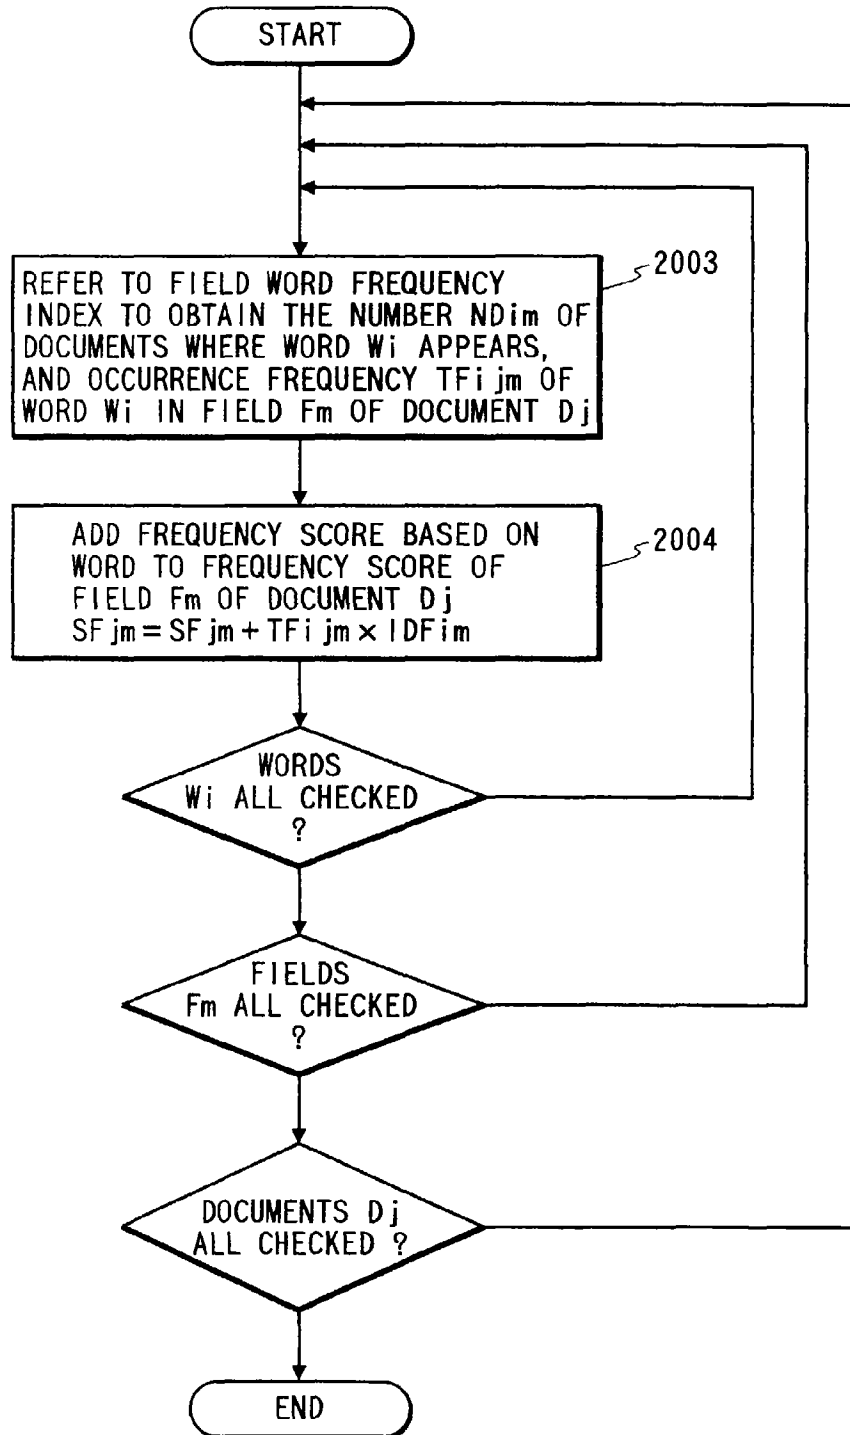 START
REFER TO FIELD WORD FREQUENCY
INDEX TO OBTAIN THE NUMBER NDim OF
DOCUMENTS WHERE WORD Wi APPEARS,
AND OCCURRENCE FREQUENCY TFijm OF
WORD Wi IN FIELD Fm OF DOCUMENT Dj
2003
ADD FREQUENCY SCORE BASED ON
WORD TO FREQUENCY SCORE OF
FIELD Fm OF DOCUMENT Dj
SFjm=SFjm+TFijm×IDFim
2004
WORDS
Wi ALL CHECKED
?
FIELDS
Fm ALL CHECKED
?
DOCUMENTS Dj
ALL CHECKED ?
END